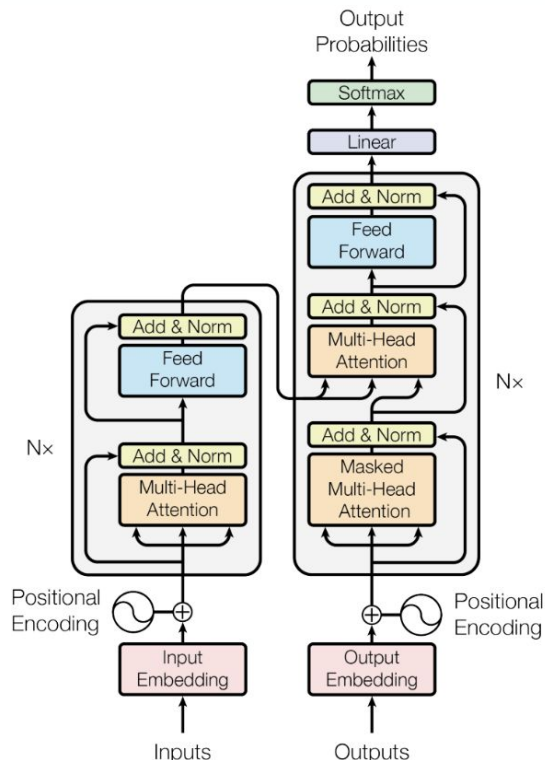 Output
Probabilities
Softmax
Linear
Add & Norm
Feed
Forward
Add & Norm
Multi-Head
Attention
Nx
Add & Norm
Masked
Multi-Head
Attention
Add & Norm
Feed
Forward
Nx
Add & Norm
Multi-Head
Attention
Positional
Encoding
Positional
Encoding
Input
Embedding
Output
Embedding
Inputs
Outputs